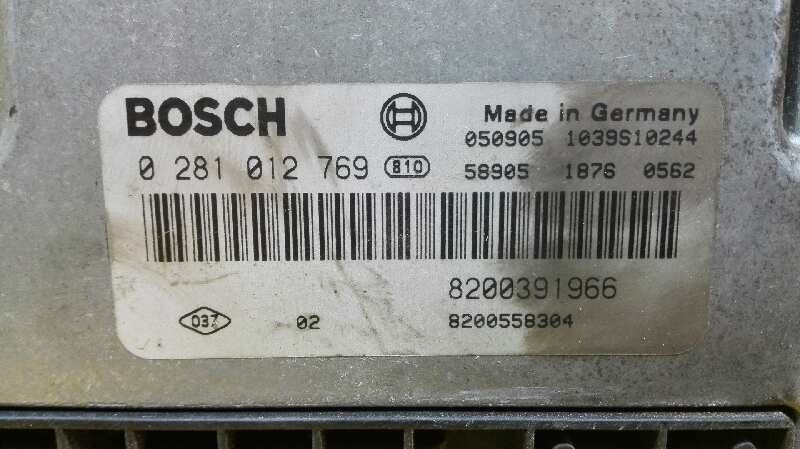 BOSCH
Made in Germany
050905 1039S10244
0 281 012 769 810
58905 1876 0562
8200391966
037 02 8200558304